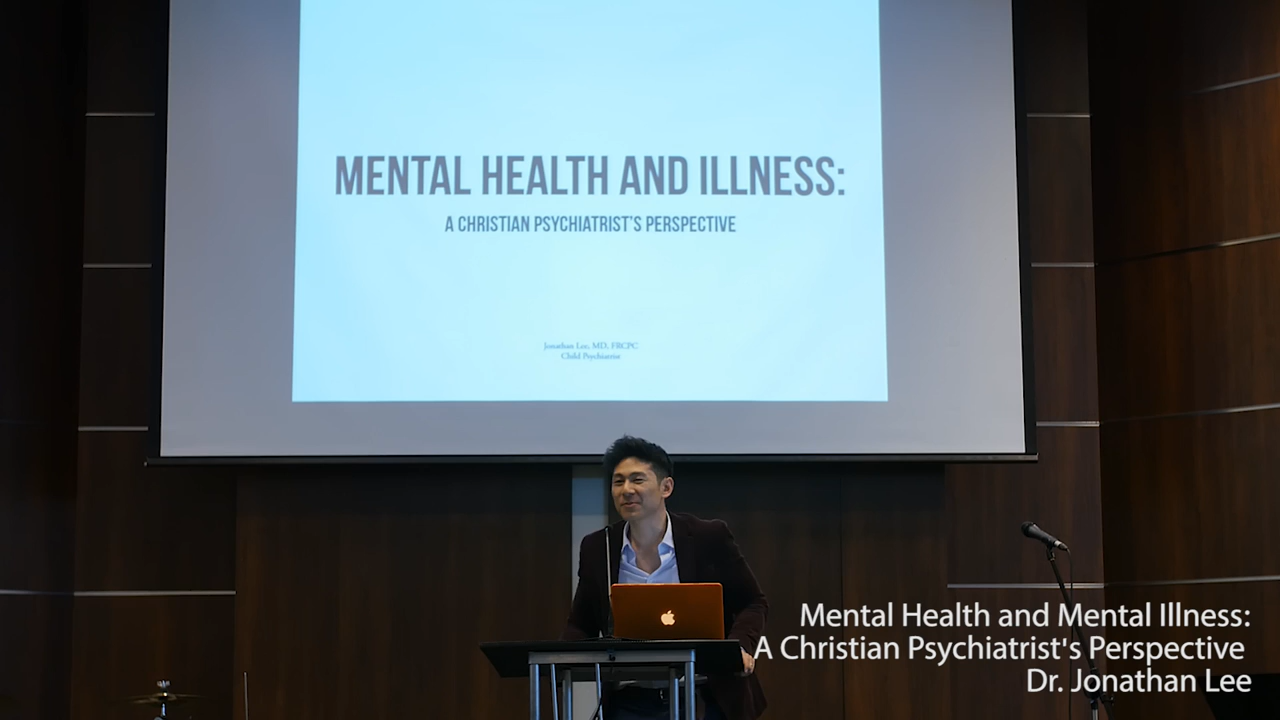 MENTAL HEALTH AND ILLNESS:
A CHRISTIAN PSYCHIATRIST'S PERSPECTIVE
Jonathan Lee, MD, FRCPC
Child Psychiatrist
Mental Health and Mental Illness:
A Christian Psychiatrist's Perspective
Dr. Jonathan Lee